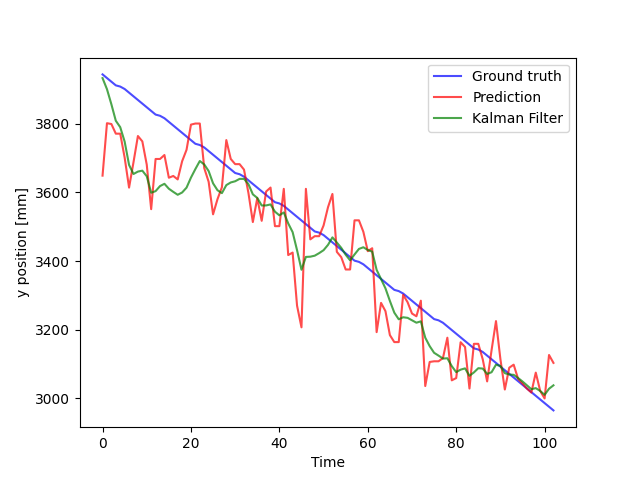 Ground truth
Prediction
Kalman Filter
3800
3600
3400
3200
3000
y position [mm]
0 20 40 60 80 100
Time